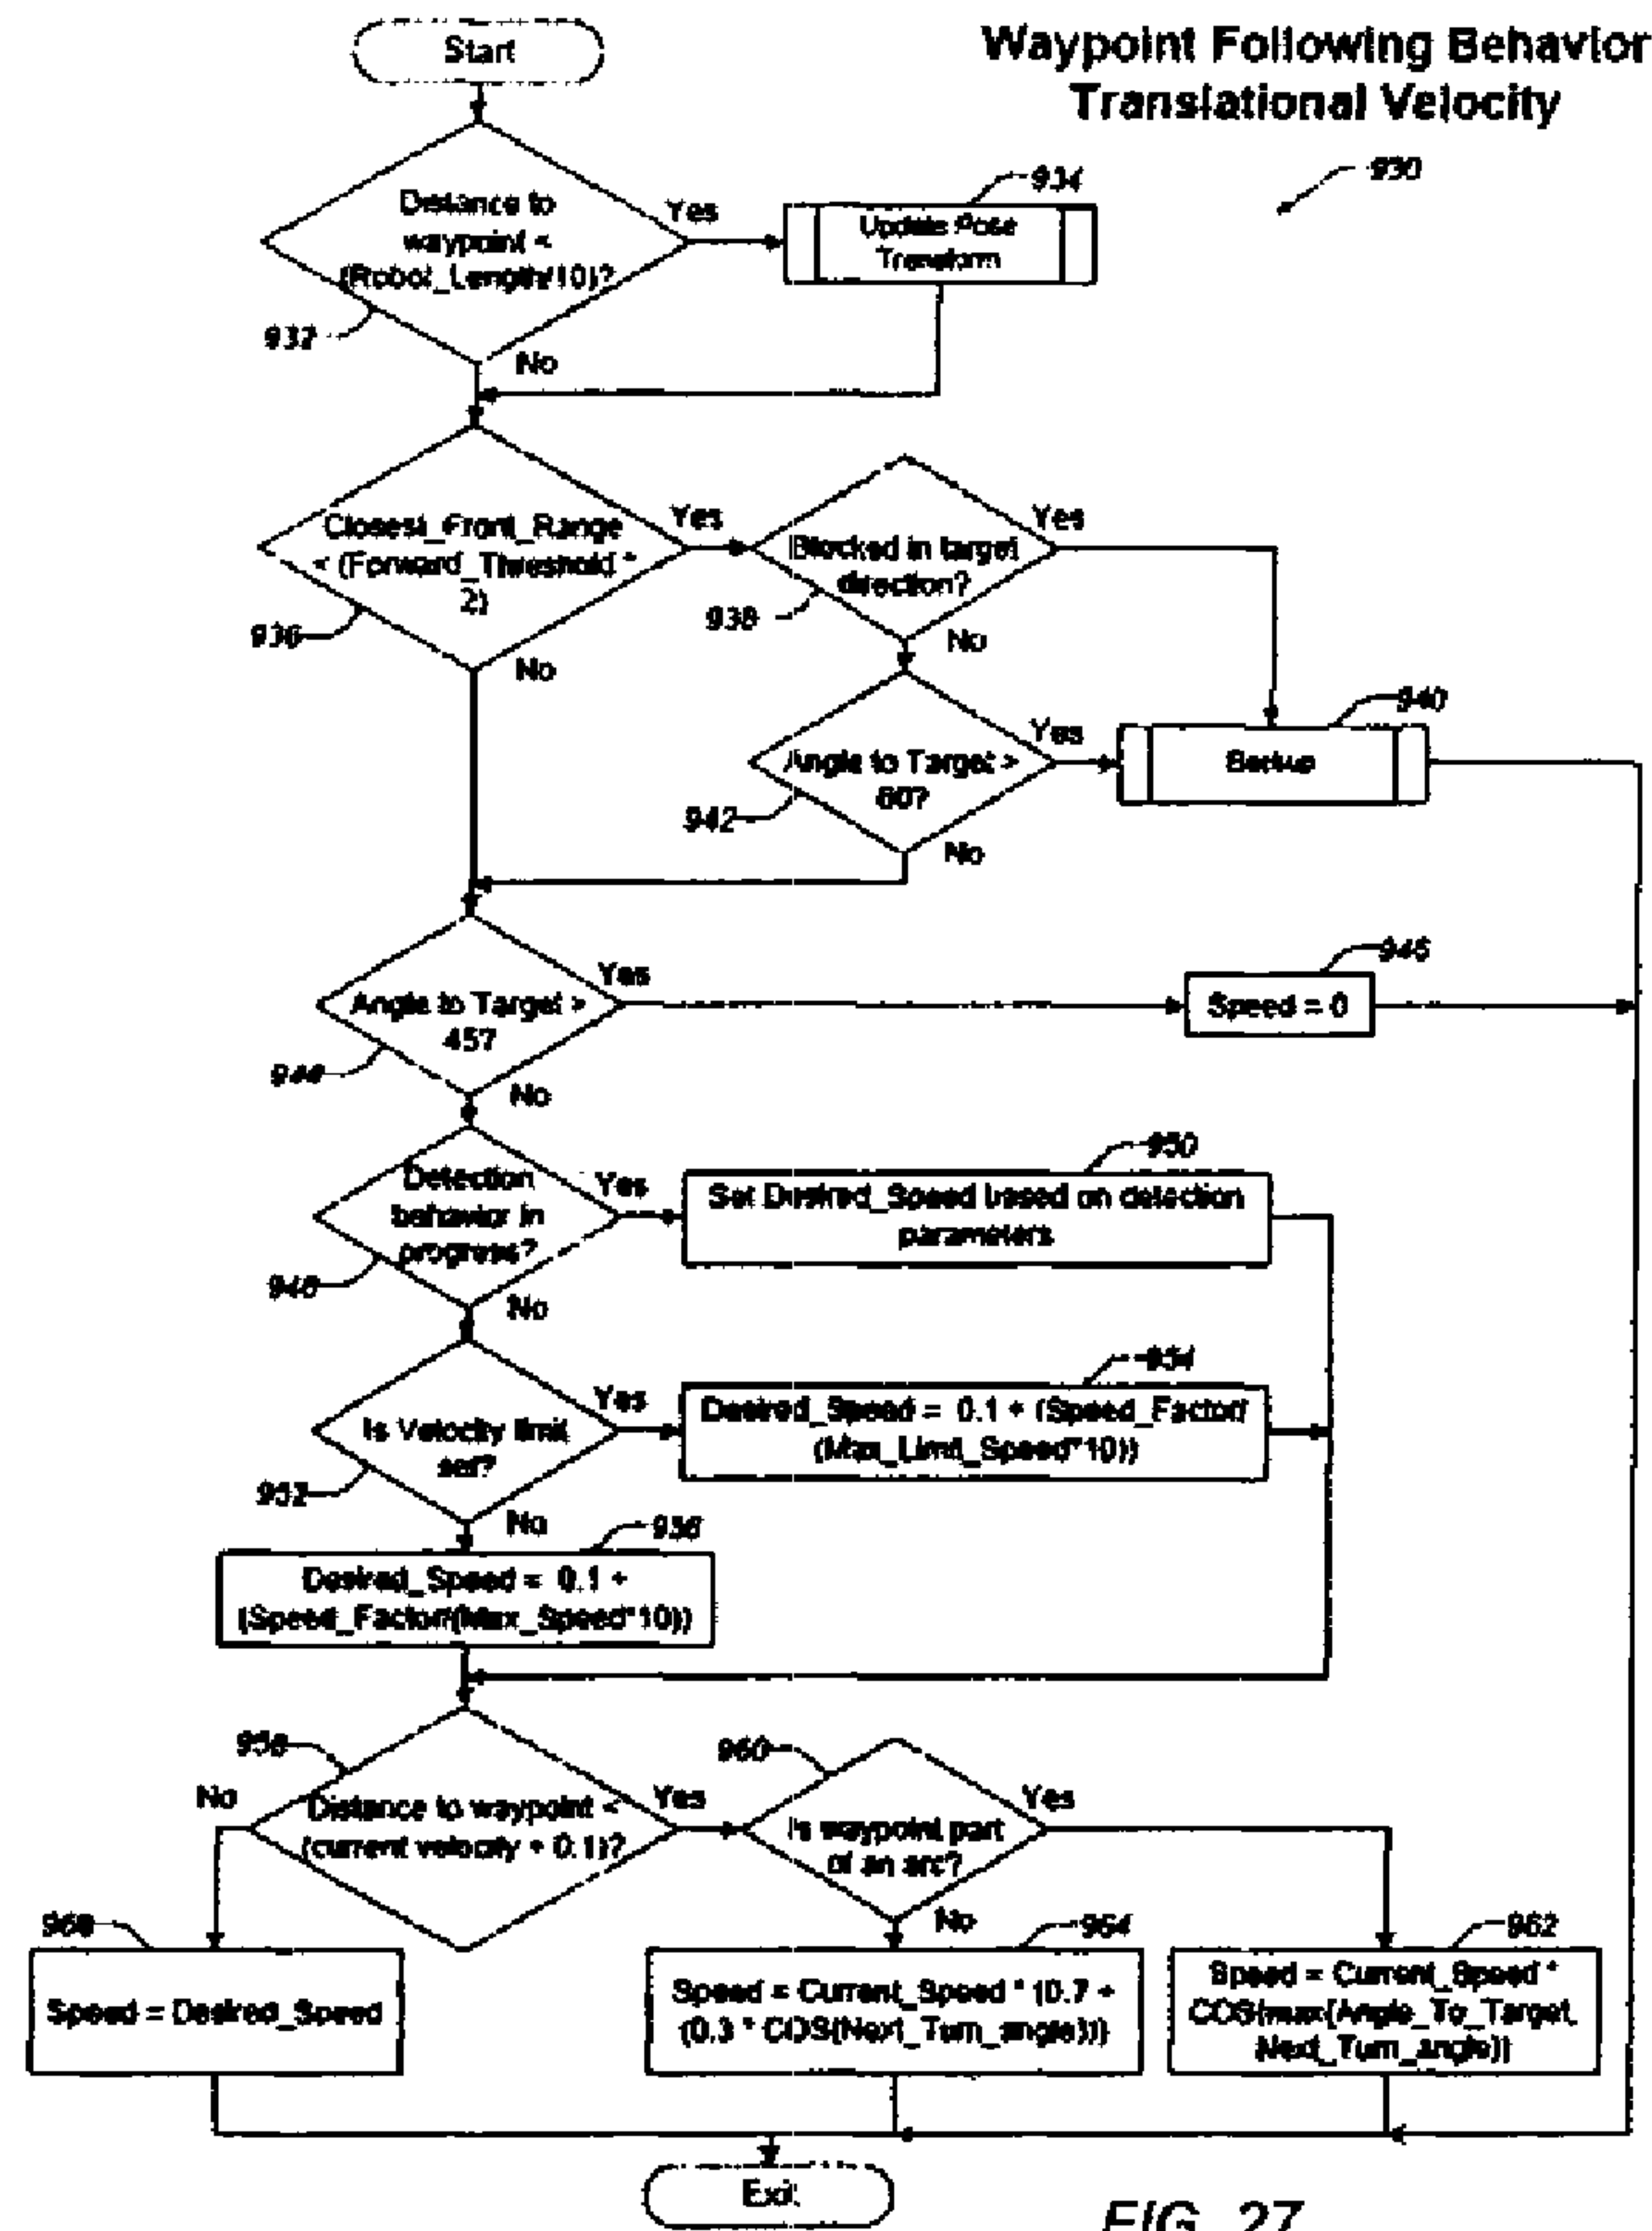 Waypoint Following Behavior
Translational Velocity
930
Start
Distance to
waypoint <
(Robot_Length/10)?
932
Yes
No
934
Update Pose
Transform
Closest_Front_Range
< (Forward_Threshold *
2)
936
Yes
No
Blocked in target
direction?
938
Yes
No
Angle to Target >
60?
942
Yes
No
940
Backup
Angle to Target >
45?
944
Yes
No
Speed = 0
Detection
behavior in
progress?
Yes
No
950
Set Desired_Speed based on detection
parameters
Is Velocity limit
set?
952
Yes
No
954
Desired_Speed = 0.1 + (Speed_Factor/
(Max_Limit_Speed*10))
956
Desired_Speed = 0.1 +
(Speed_Factor/(Max_Speed*10))
958
Distance to waypoint <
(current velocity + 0.1)?
No
Yes
960
Is waypoint part
of an arc?
Yes
No
Speed = Desired_Speed
964
Speed = Current_Speed * (0.7 +
(0.3 * COS(Next_Turn_angle)))
962
Speed = Current_Speed *
COS(max(Angle_To_Target,
Next_Turn_angle))
Exit
FIG. 27